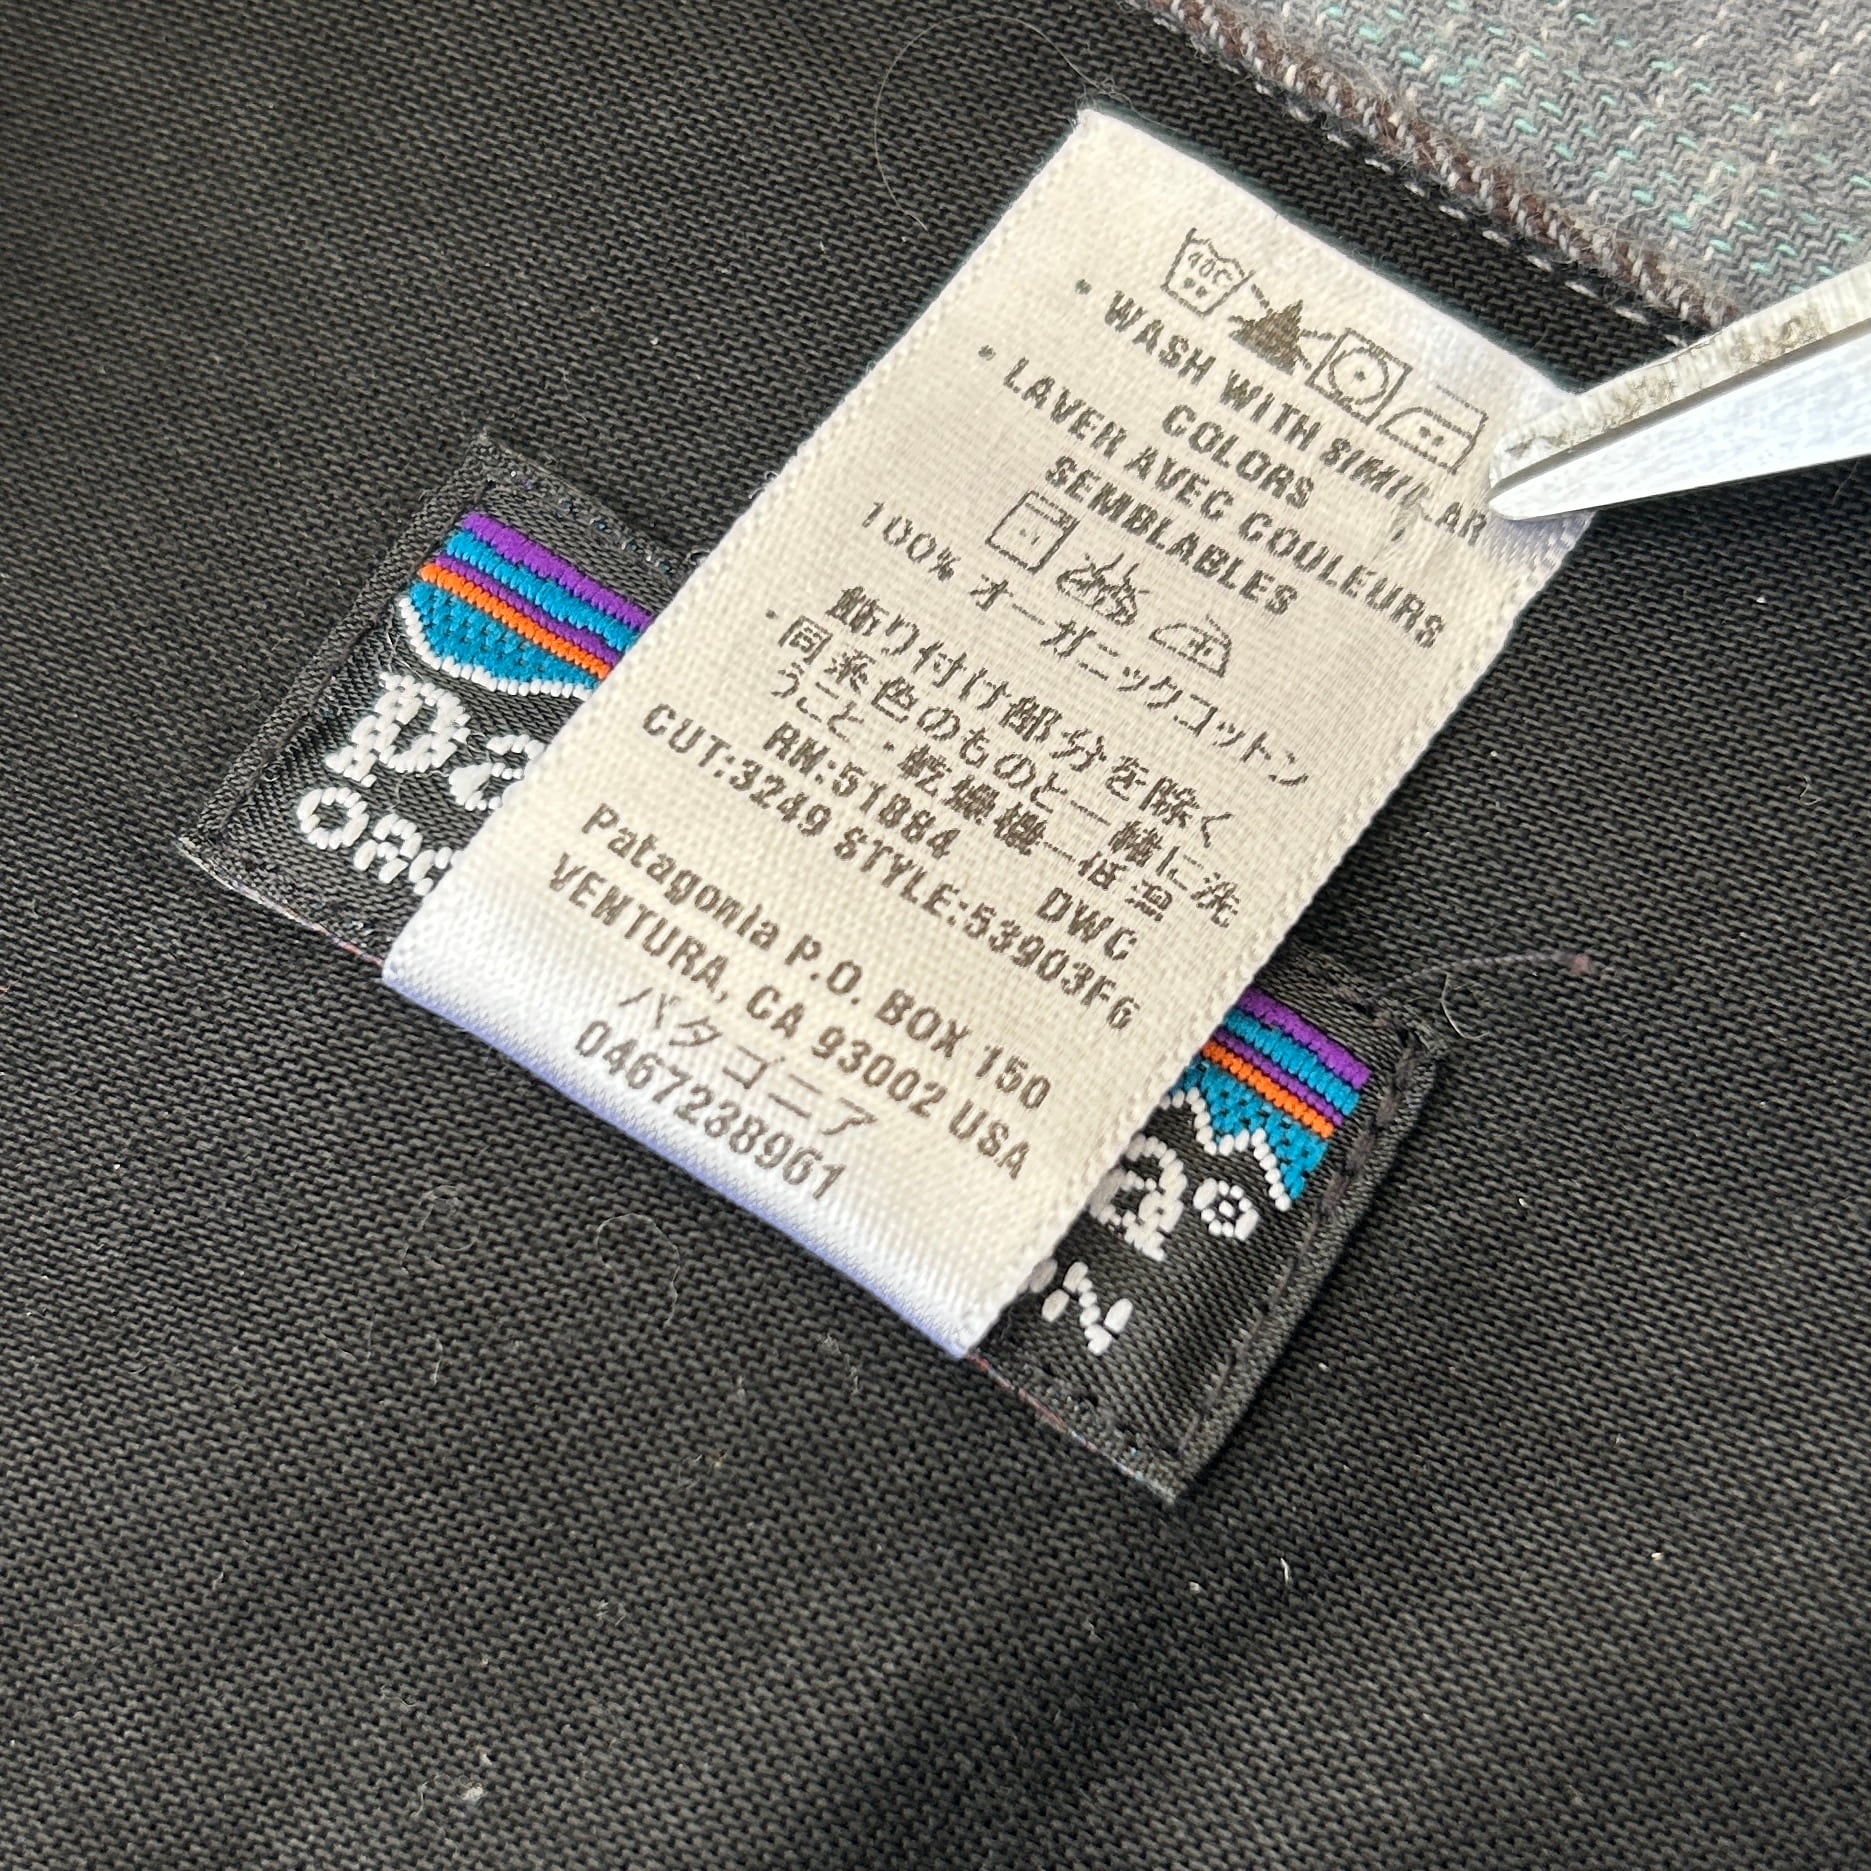 40C
• WASH WITH SIMILAR
COLORS
• LAVER AVEC COULEURS
SEMBLABLES
100% オーガニックコットン
飾り付け部分を除く
・同系色のものと一緒に洗
うこと・乾燥機－低温
RN:51884 DWC
CUT:3249 STYLE:53903F6
Patagonia P.O. BOX 150
VENTURA, CA 93002 USA
パタゴニア
0467238961